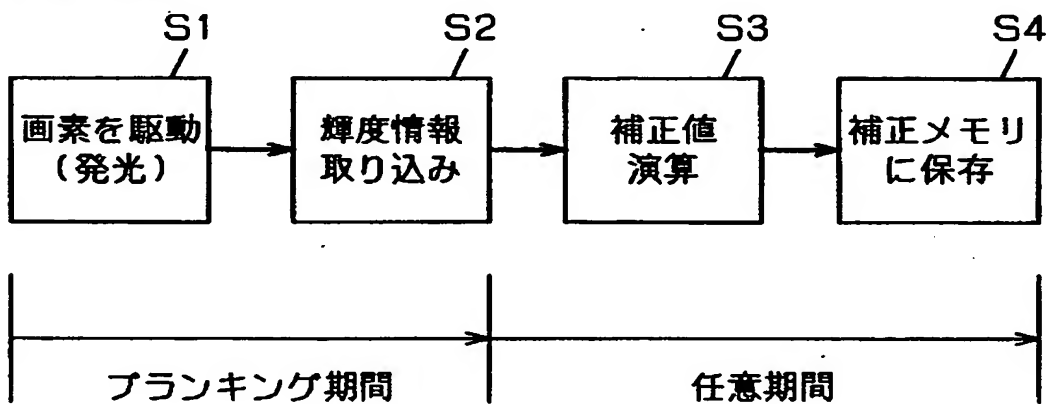 S1
S2
S3
S4
画素を駆動
(発光)
輝度情報
取り込み
補正値
演算
補正メモリ
に保存
ブランキング期間
任意期間